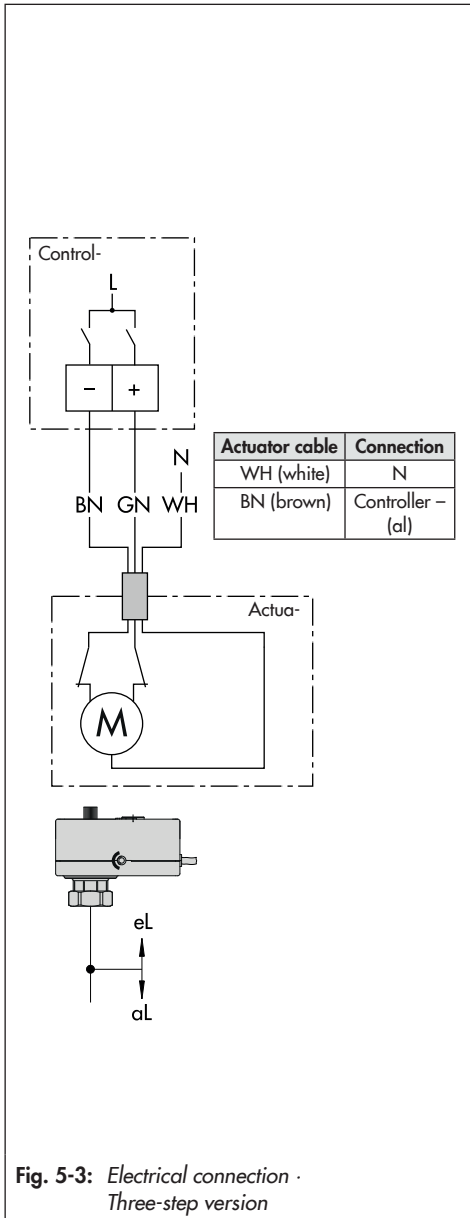 Control-
L
– +
N
BN GN WH
Actuator cable Connection
WH (white) N
BN (brown) Controller –
(al)
Actua-
M
eL
aL
Fig. 5-3: Electrical connection ·
Three-step version